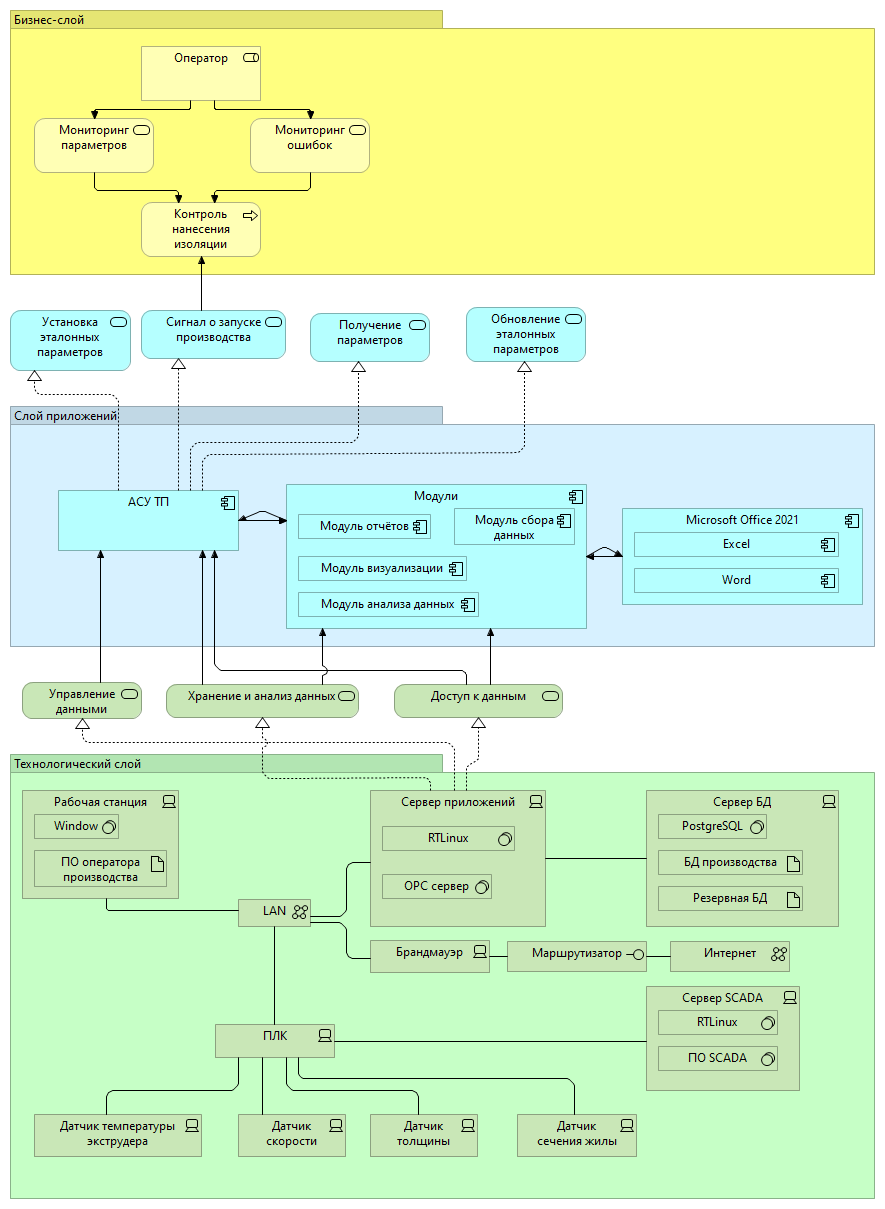 Бизнес-слой
Оператор
Мониторинг
параметров
Мониторинг
ошибок
Контроль
нанесения
изоляции
Установка
эталонных
параметров
Сигнал о запуске
производства
Получение
параметров
Обновление
эталонных
параметров
Слой приложений
АСУ ТП
Модули
Модуль отчётов
Модуль сбора
данных
Модуль визуализации
Модуль анализа данных
Microsoft Office 2021
Excel
Word
Управление
данными
Хранение и анализ данных
Доступ к данным
Технологический слой
Рабочая станция
Window
ПО оператора
производства
Сервер приложений
RTLinux
OPC сервер
Сервер БД
PostgreSQL
БД производства
Резервная БД
LAN
Брандмауэр
Маршрутизатор
Интернет
ПЛК
Сервер SCADA
RTLinux
ПО SCADA
Датчик температуры
экструдера
Датчик
скорости
Датчик
толщины
Датчик
сечения жилы